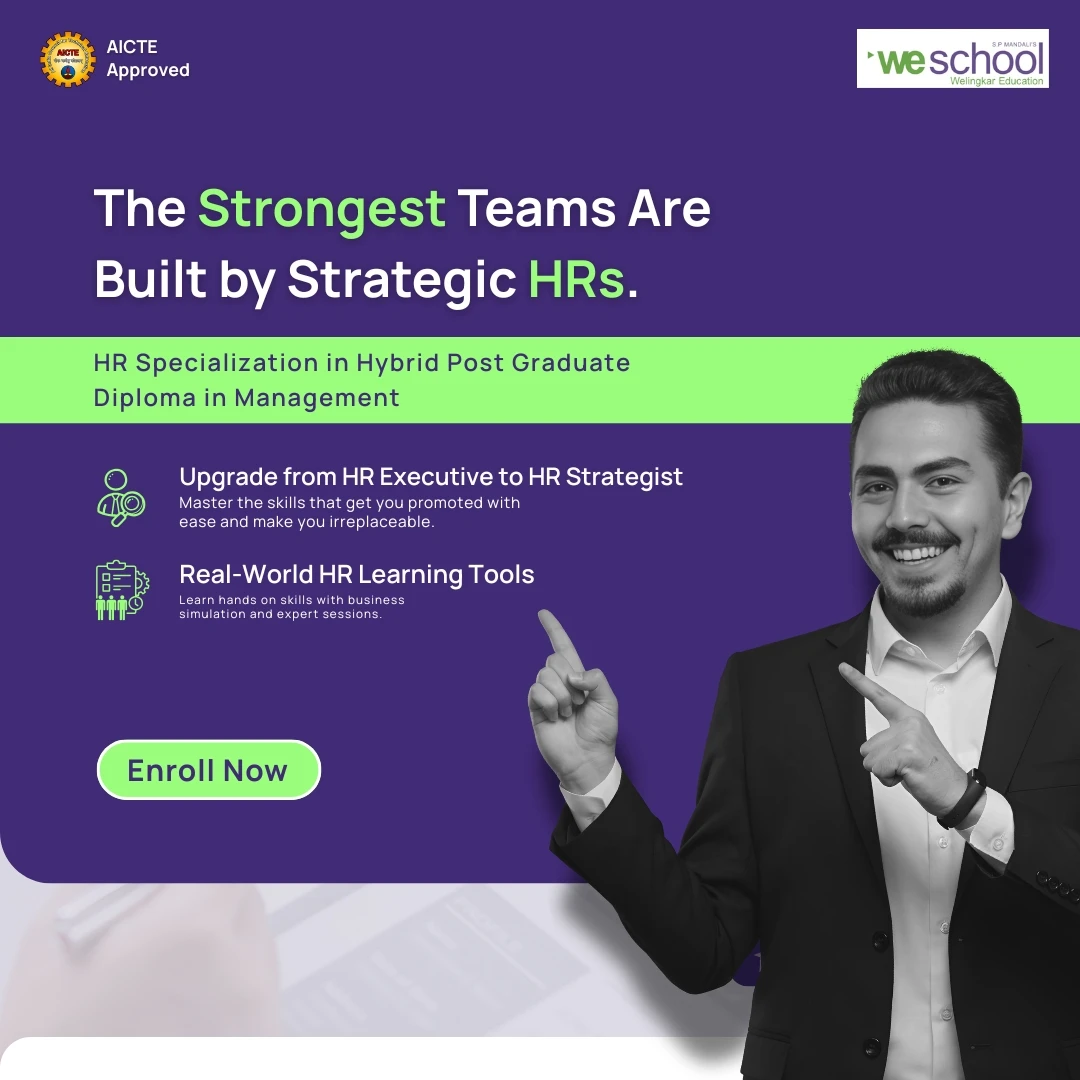 AICTE
Approved
AICTE
S P MANDALI'S
we school
Welingkar Education
The Strongest Teams Are
Built by Strategic HRs.
HR Specialization in Hybrid Post Graduate
Diploma in Management
Upgrade from HR Executive to HR Strategist
Master the skills that get you promoted with
ease and make you irreplaceable.
Real-World HR Learning Tools
Learn hands on skills with business
simulation and expert sessions.
Enroll Now